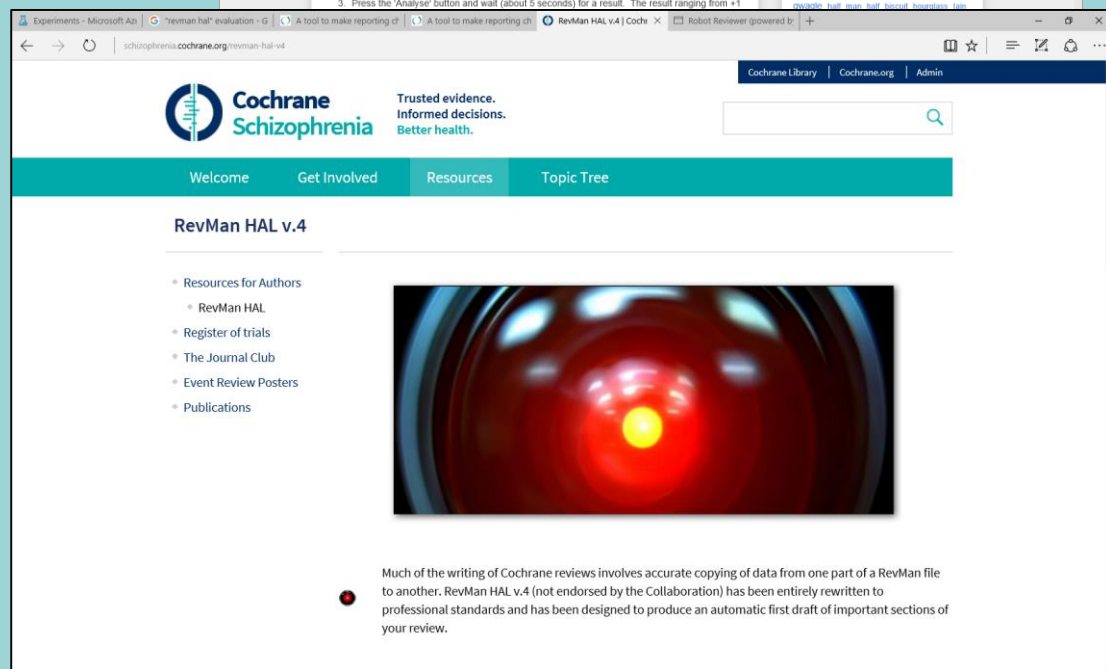 3. Press the 'Analyse' button and wait (about 5 seconds) for a result. The result ranging from +1
gwagle half man half biscuit hourglass Iain
Experiments - Microsoft Azu
"revman hal" evaluation - G
A tool to make reporting ch
A tool to make reporting ch
RevMan HAL v.4 | Cochr
Robot Reviewer (powered b
schizophrenia.cochrane.org/revman-hal-v4
Cochrane Library | Cochrane.org | Admin
Cochrane
Schizophrenia
Trusted evidence.
Informed decisions.
Better health.
Welcome Get Involved Resources Topic Tree
RevMan HAL v.4
Resources for Authors
RevMan HAL
Register of trials
The Journal Club
Event Review Posters
Publications
Much of the writing of Cochrane reviews involves accurate copying of data from one part of a RevMan file
to another. RevMan HAL v.4 (not endorsed by the Collaboration) has been entirely rewritten to
professional standards and has been designed to produce an automatic first draft of important sections of
your review.